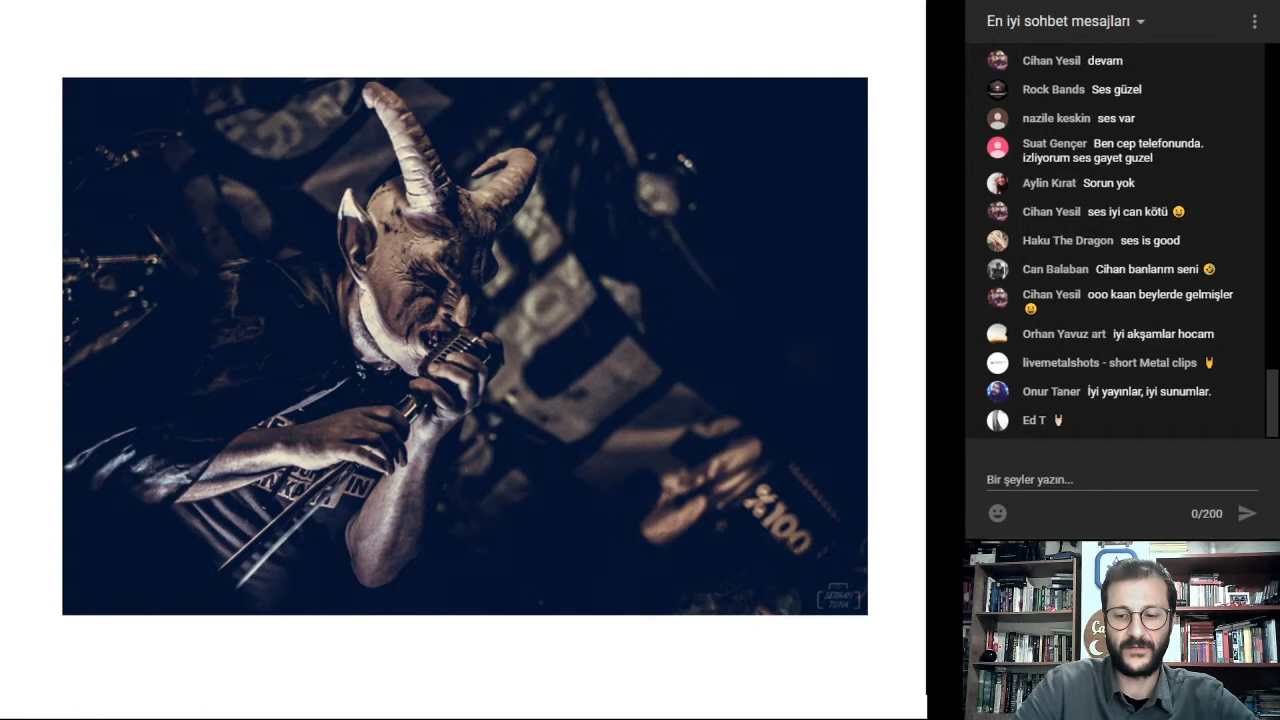 En iyi sohbet mesajları
Cihan Yesil devam
Rock Bands Ses güzel
nazile keskin ses var
Suat Gençer Ben cep telefonunda.
izliyorum ses gayet guzel
Aylin Kırat Sorun yok
Cihan Yesil ses iyi can kötü 😆
Haku The Dragon ses is good
Can Balaban Cihan banlarım seni 🤣
Cihan Yesil ooo kaan beylerde gelmişler
😆
Orhan Yavuz art iyi akşamlar hocam
livemetalshots - short Metal clips 🤘
Onur Taner İyi yayınlar, iyi sunumlar.
Ed T 🤘🏻
Bir şeyler yazın...
0/200
%100
SERKAN
TUNA